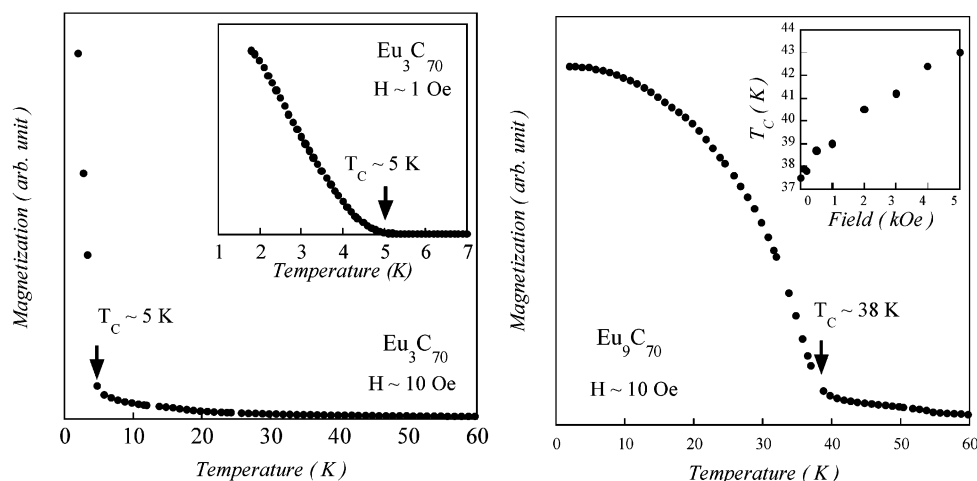 Magnetization ( arb. unit )
Eu3C70
H ~ 1 Oe
TC ~ 5 K
1 2 3 4 5 6 7
Temperature (K)
TC ~ 5 K
Eu3C70
H ~ 10 Oe
0 10 20 30 40 50 60
Temperature ( K )
Magnetization ( arb. unit )
44
43
42
41
40
39
38
37
TC ( K )
0 1 2 3 4 5
Field ( kOe )
TC ~ 38 K
Eu9C70
H ~ 10 Oe
0 10 20 30 40 50 60
Temperature ( K )